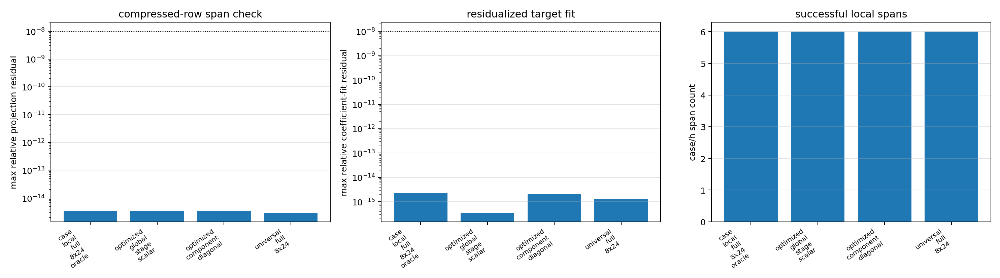 compressed-row span check
max relative projection residual
10⁻⁸
10⁻⁹
10⁻¹⁰
10⁻¹¹
10⁻¹²
10⁻¹³
10⁻¹⁴
case
local
full
8x24
oracle
optimized
global
stage
scalar
optimized
component
diagonal
universal
full
8x24
residualized target fit
max relative coefficient-fit residual
10⁻⁸
10⁻⁹
10⁻¹⁰
10⁻¹¹
10⁻¹²
10⁻¹³
10⁻¹⁴
10⁻¹⁵
case
local
full
8x24
oracle
optimized
global
stage
scalar
optimized
component
diagonal
universal
full
8x24
successful local spans
case/h span count
6
5
4
3
2
1
0
case
local
full
8x24
oracle
optimized
global
stage
scalar
optimized
component
diagonal
universal
full
8x24